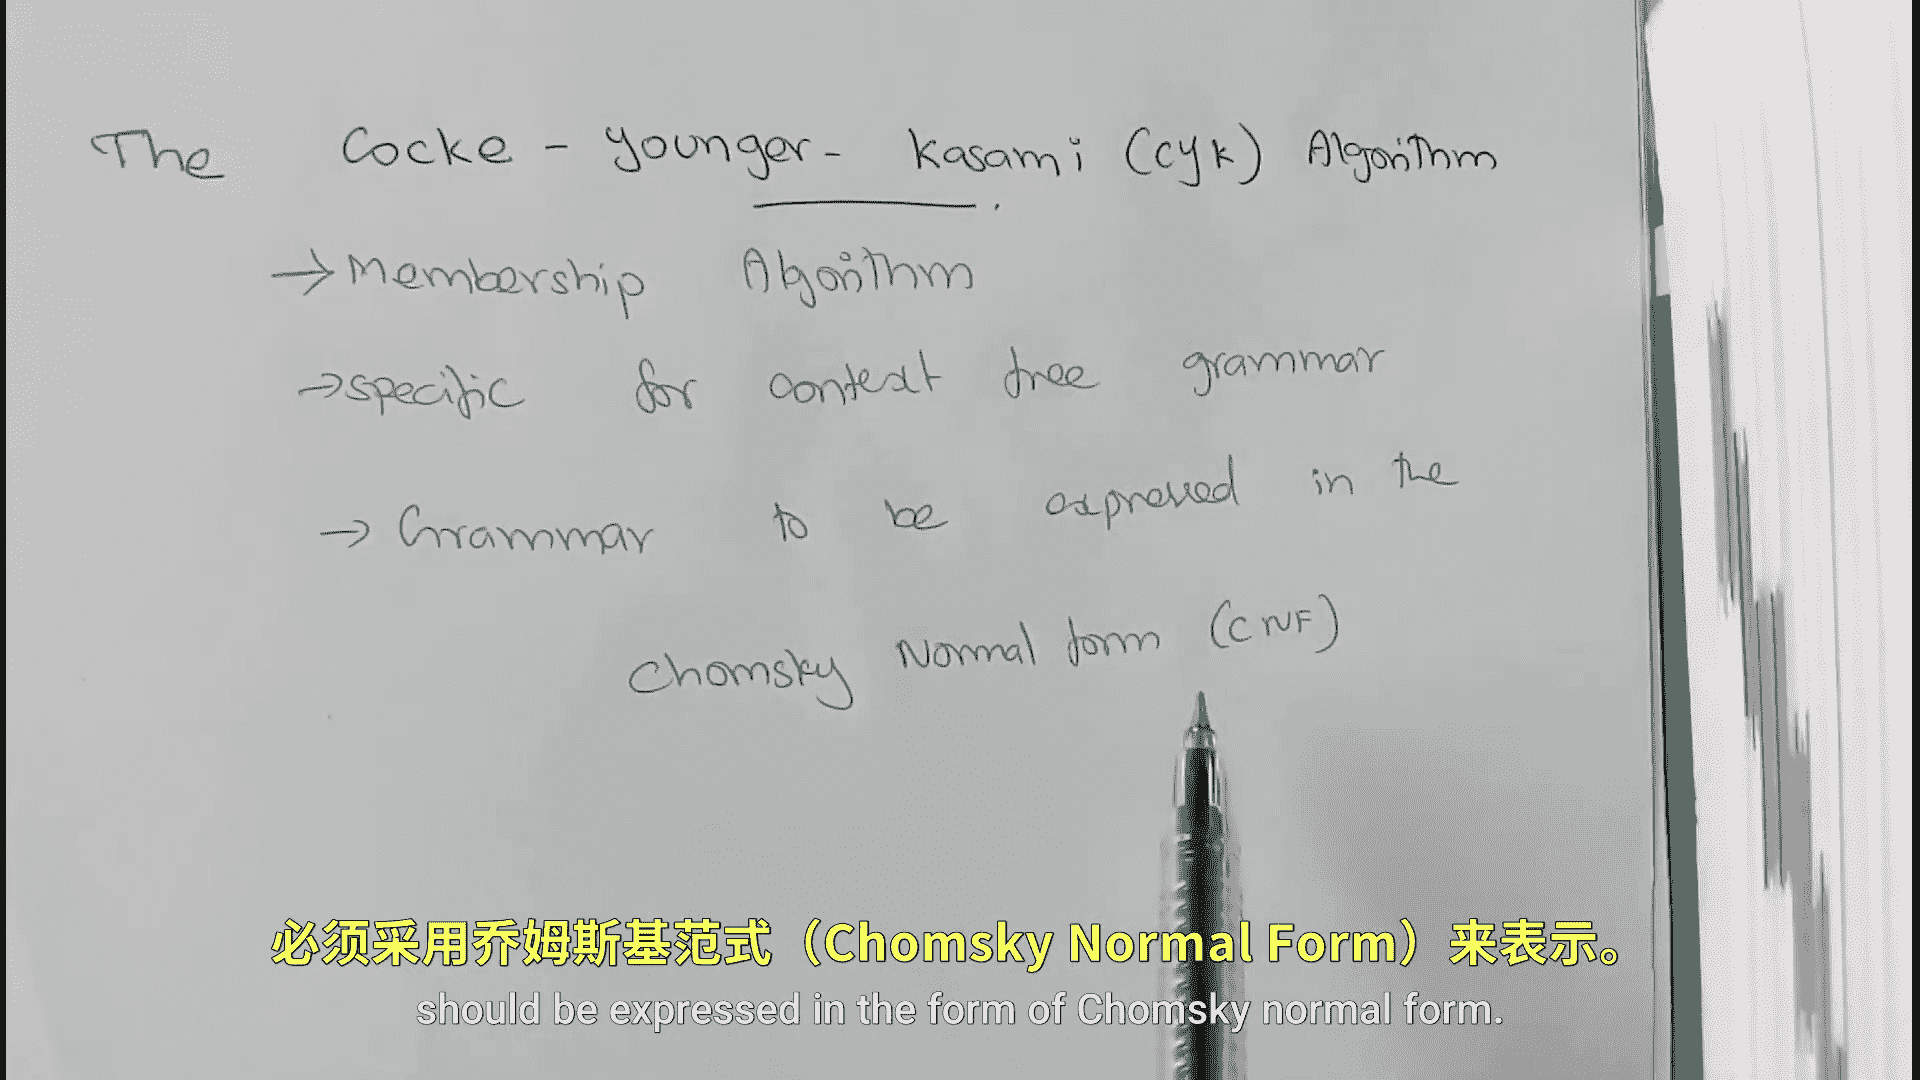 The Cocke - Younger - Kasami (CYK) Algorithm
→ Membership Algorithm
→ specific for context free grammar
→ Grammar to be expressed in the
Chomsky Normal form (CNF)
必须采用乔姆斯基范式（Chomsky Normal Form）来表示。
should be expressed in the form of Chomsky normal form.